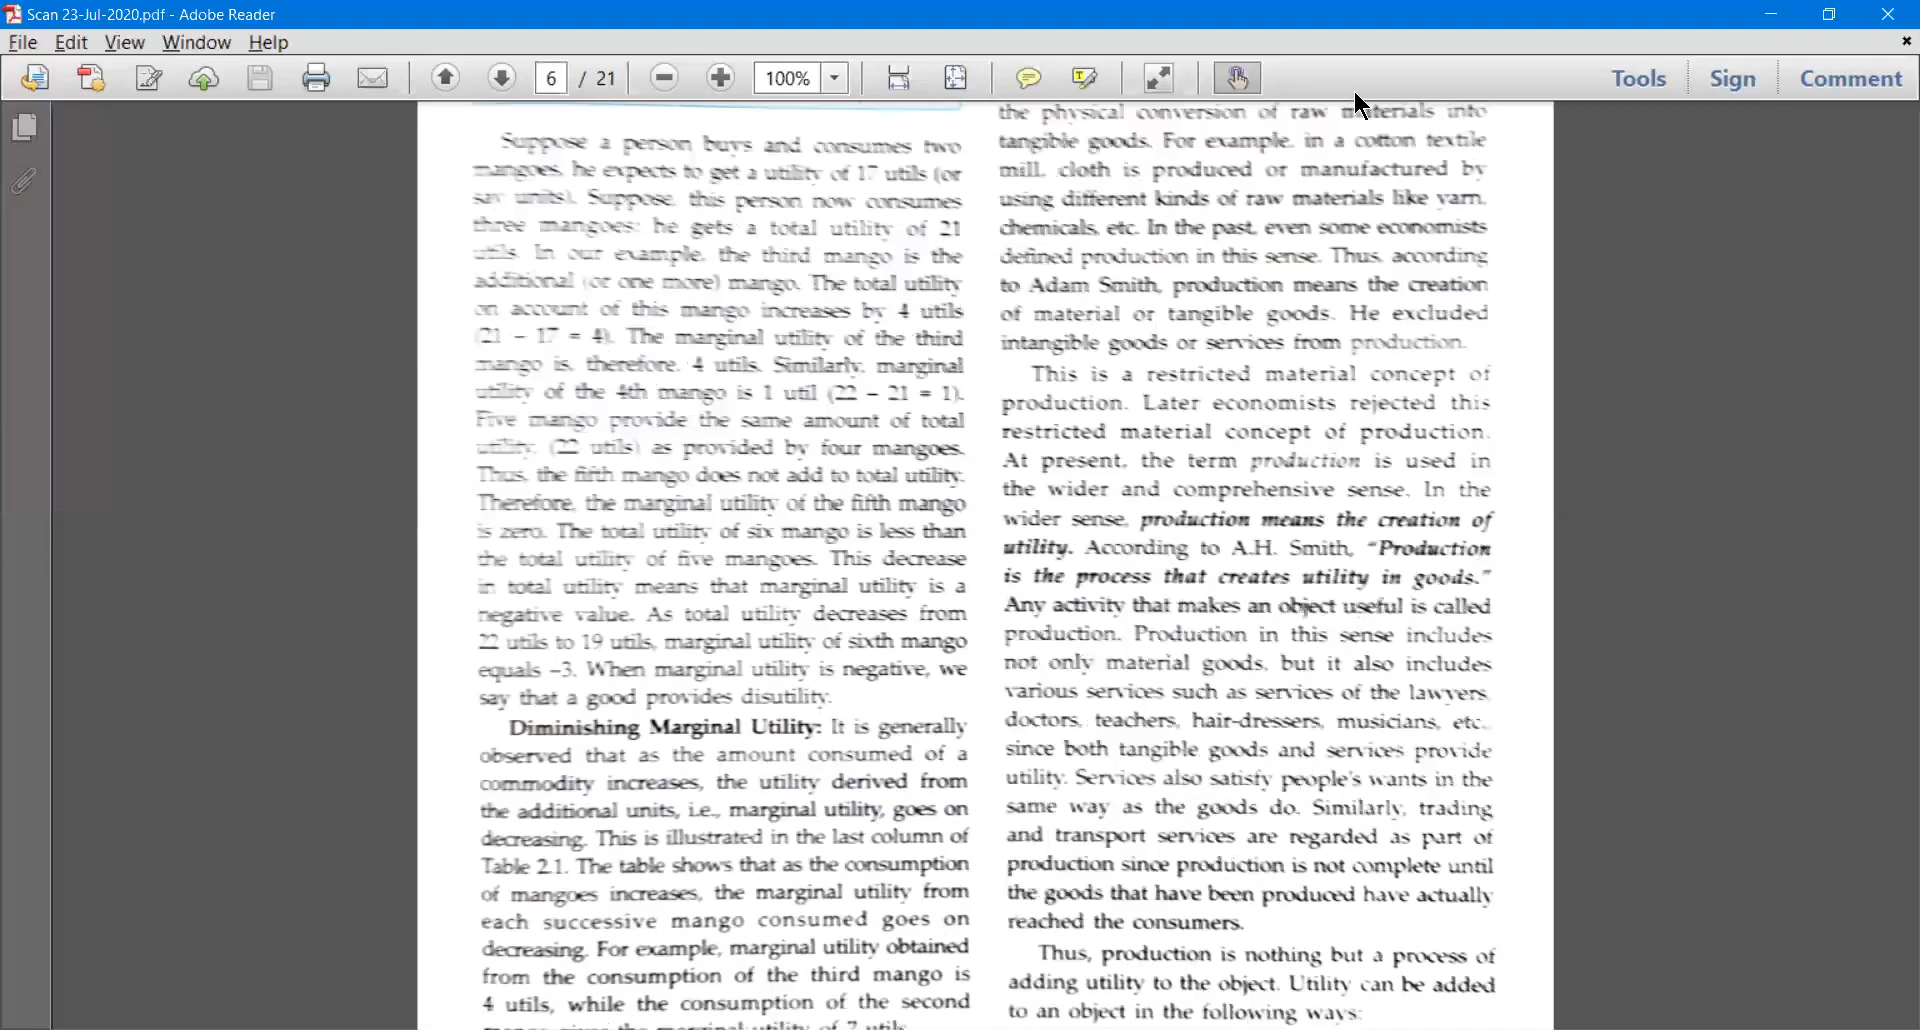 Scan 23-Jul-2020.pdf - Adobe Reader
File Edit View Window Help
6 / 21 100% Tools Sign Comment
Suppose a person buys and consumes two
mangoes, he expects to get a utility of 17 utils (or
say units). Suppose, this person now consumes
three mangoes; he gets a total utility of 21
utils. In our example, the third mango is the
additional (or one more) mango. The total utility
on account of this mango increases by 4 utils
(21 – 17 = 4). The marginal utility of the third
mango is, therefore, 4 utils. Similarly, marginal
utility of the 4th mango is 1 util (22 – 21 = 1).
Five mango provide the same amount of total
utility, (22 utils) as provided by four mangoes.
Thus, the fifth mango does not add to total utility.
Therefore, the marginal utility of the fifth mango
is zero. The total utility of six mango is less than
the total utility of five mangoes. This decrease
in total utility means that marginal utility is a
negative value. As total utility decreases from
22 utils to 19 utils, marginal utility of sixth mango
equals –3. When marginal utility is negative, we
say that a good provides disutility.
Diminishing Marginal Utility: It is generally
observed that as the amount consumed of a
commodity increases, the utility derived from
the additional units, i.e., marginal utility, goes on
decreasing. This is illustrated in the last column of
Table 2.1. The table shows that as the consumption
of mangoes increases, the marginal utility from
each successive mango consumed goes on
decreasing. For example, marginal utility obtained
from the consumption of the third mango is
4 utils, while the consumption of the second
mango gives the marginal utility of 7 utils.
the physical conversion of raw materials into
tangible goods. For example, in a cotton textile
mill, cloth is produced or manufactured by
using different kinds of raw materials like yarn,
chemicals, etc. In the past, even some economists
defined production in this sense. Thus, according
to Adam Smith, production means the creation
of material or tangible goods. He excluded
intangible goods or services from production.
This is a restricted material concept of
production. Later economists rejected this
restricted material concept of production.
At present, the term production is used in
the wider and comprehensive sense. In the
wider sense, production means the creation of
utility. According to A.H. Smith, "Production
is the process that creates utility in goods."
Any activity that makes an object useful is called
production. Production in this sense includes
not only material goods, but it also includes
various services such as services of the lawyers,
doctors, teachers, hair-dressers, musicians, etc.,
since both tangible goods and services provide
utility. Services also satisfy people's wants in the
same way as the goods do. Similarly, trading
and transport services are regarded as part of
production since production is not complete until
the goods that have been produced have actually
reached the consumers.
Thus, production is nothing but a process of
adding utility to the object. Utility can be added
to an object in the following ways: